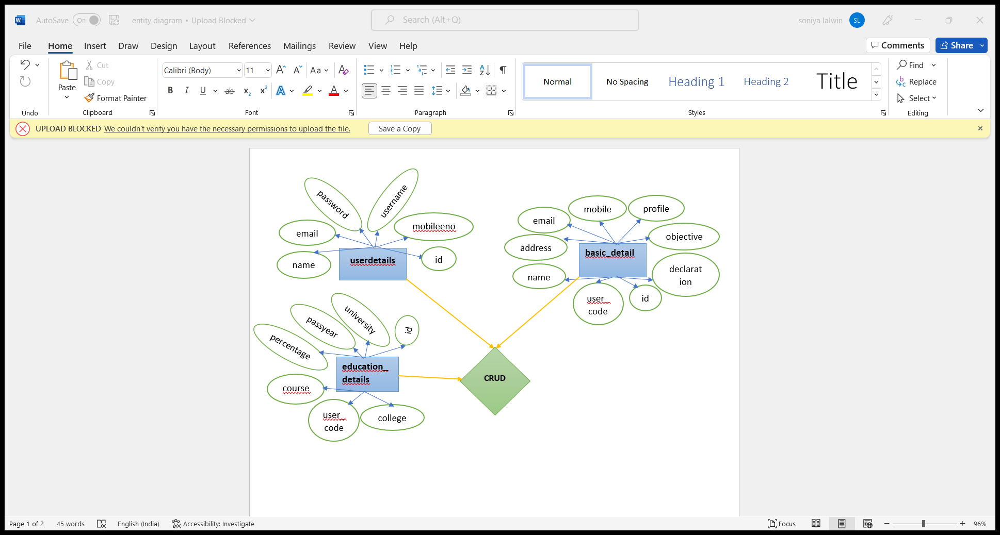 AutoSave On entity diagram • Upload Blocked Search (Alt+Q) soniya lalwin SL
File Home Insert Draw Design Layout References Mailings Review View Help Comments Share
Paste
Cut
Copy
Format Painter
Calibri (Body) 11
Aa
Normal No Spacing Heading 1 Heading 2 Title
Find
Replace
Select
Undo Clipboard Font Paragraph Styles Editing
UPLOAD BLOCKED We couldn't verify you have the necessary permissions to upload the file. Save a Copy
password
username
mobileeno
email
name
id
userdetails
mobile
profile
email
objective
address
basic_detail
declarat
ion
name
user_
code
id
university
passyear
percentage
id
education_
details
course
user_
code
college
CRUD
Page 1 of 2 45 words English (India) Accessibility: Investigate Focus 96%